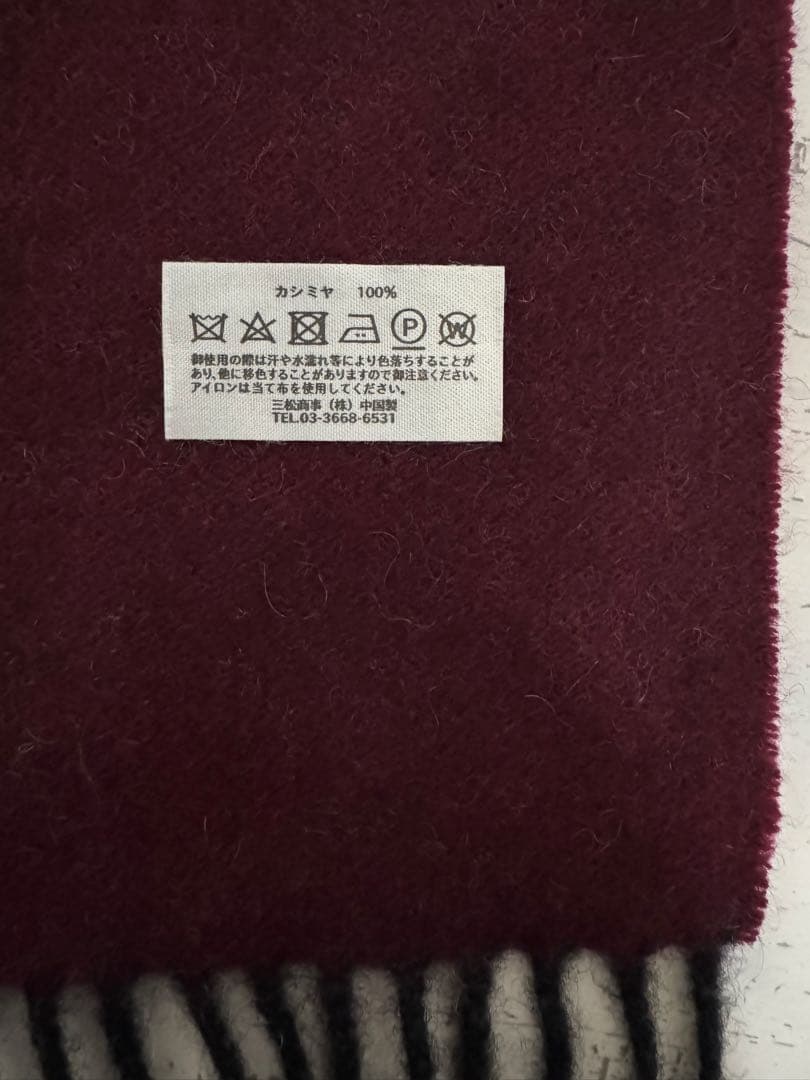 カシミヤ 100%
P W
御使用の際は汗や水濡れ等により色落ちすることが
あり、他に移色することがありますので御注意ください。
アイロンは当て布を使用してください。
三松商事（株）中国製
TEL.03-3668-6531